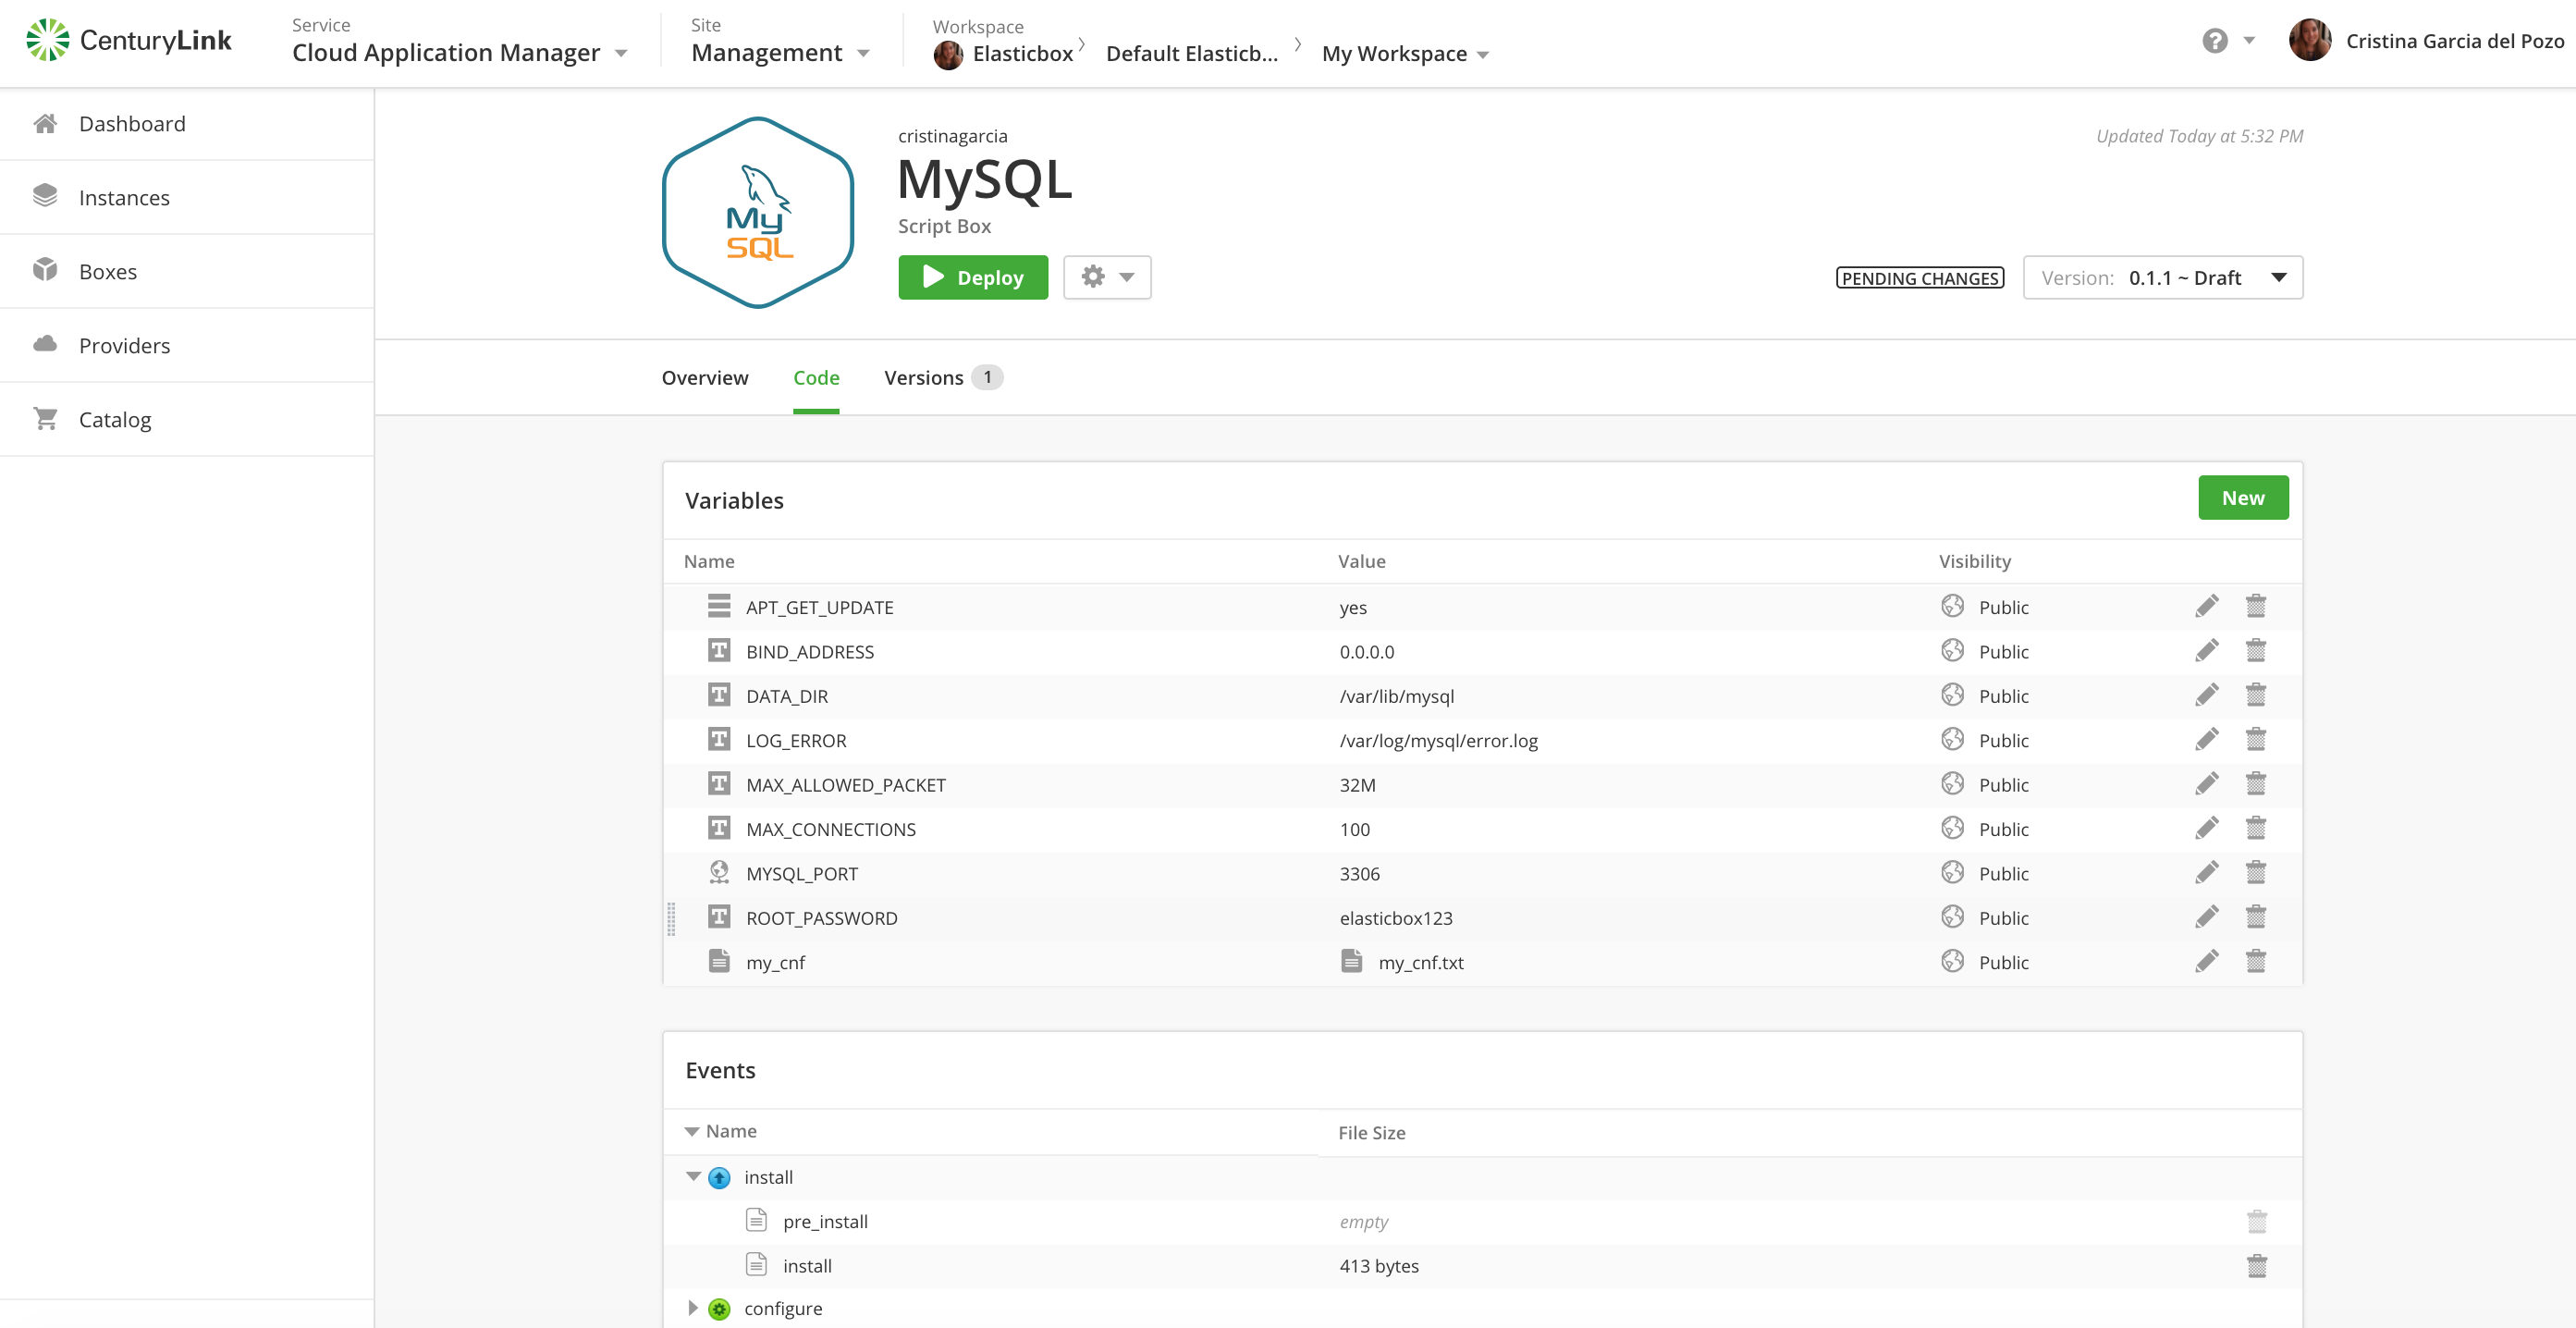 CenturyLink
Service
Cloud Application Manager
Site
Management
Workspace
Elasticbox
Default Elasticb...
My Workspace
?
Cristina Garcia del Pozo
Dashboard
Instances
Boxes
Providers
Catalog
My
SQL
cristinagarcia
MySQL
Script Box
Deploy
Updated Today at 5:32 PM
PENDING CHANGES
Version: 0.1.1 ~ Draft
Overview
Code
Versions 1
Variables
New
Name Value Visibility
APT_GET_UPDATE yes Public
T BIND_ADDRESS 0.0.0.0 Public
T DATA_DIR /var/lib/mysql Public
T LOG_ERROR /var/log/mysql/error.log Public
T MAX_ALLOWED_PACKET 32M Public
T MAX_CONNECTIONS 100 Public
MYSQL_PORT 3306 Public
T ROOT_PASSWORD elasticbox123 Public
my_cnf my_cnf.txt Public
Events
Name File Size
install
pre_install empty
install 413 bytes
configure